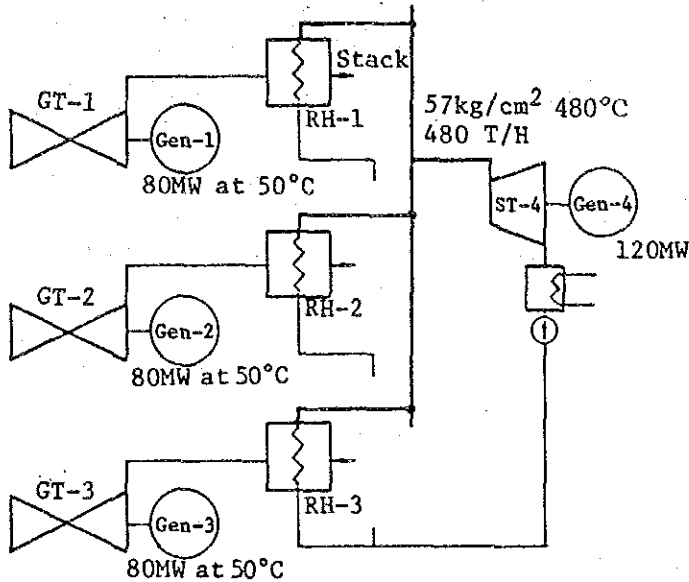 Stack
GT-1
RH-1
Gen-1
80MW at 50°C
57kg/cm² 480°C
480 T/H
ST-4
Gen-4
120MW
GT-2
RH-2
Gen-2
80MW at 50°C
GT-3
RH-3
Gen-3
80MW at 50°C